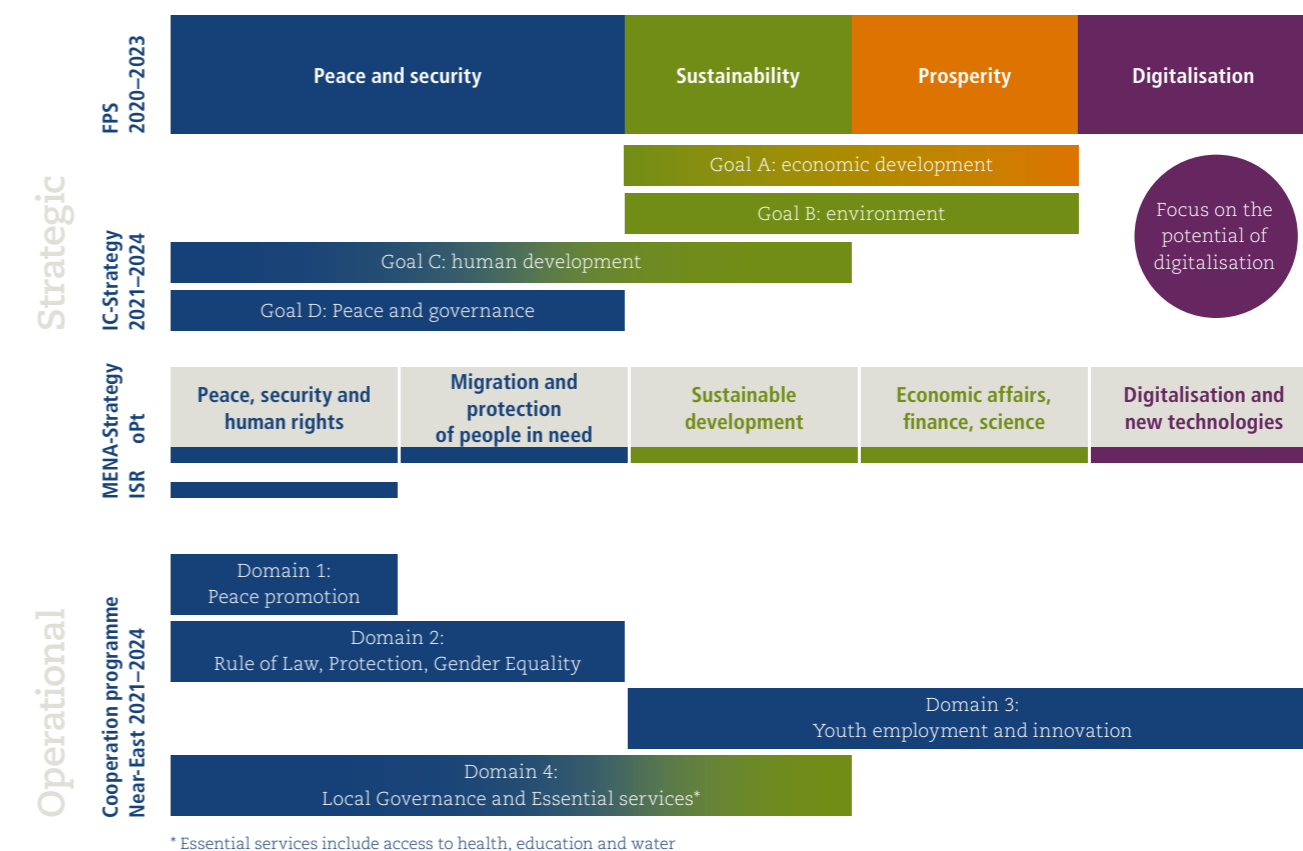 Strategic
FPS
2020–2023
Peace and security
Sustainability
Prosperity
Digitalisation
IC-Strategy
2021–2024
Goal A: economic development
Goal B: environment
Goal C: human development
Goal D: Peace and governance
Focus on the
potential of
digitalisation
MENA-Strategy
oPt
ISR
Peace, security and
human rights
Migration and
protection
of people in need
Sustainable
development
Economic affairs,
finance, science
Digitalisation and
new technologies
Operational
Cooperation programme
Near-East 2021–2024
Domain 1:
Peace promotion
Domain 2:
Rule of Law, Protection, Gender Equality
Domain 3:
Youth employment and innovation
Domain 4:
Local Governance and Essential services*
* Essential services include access to health, education and water